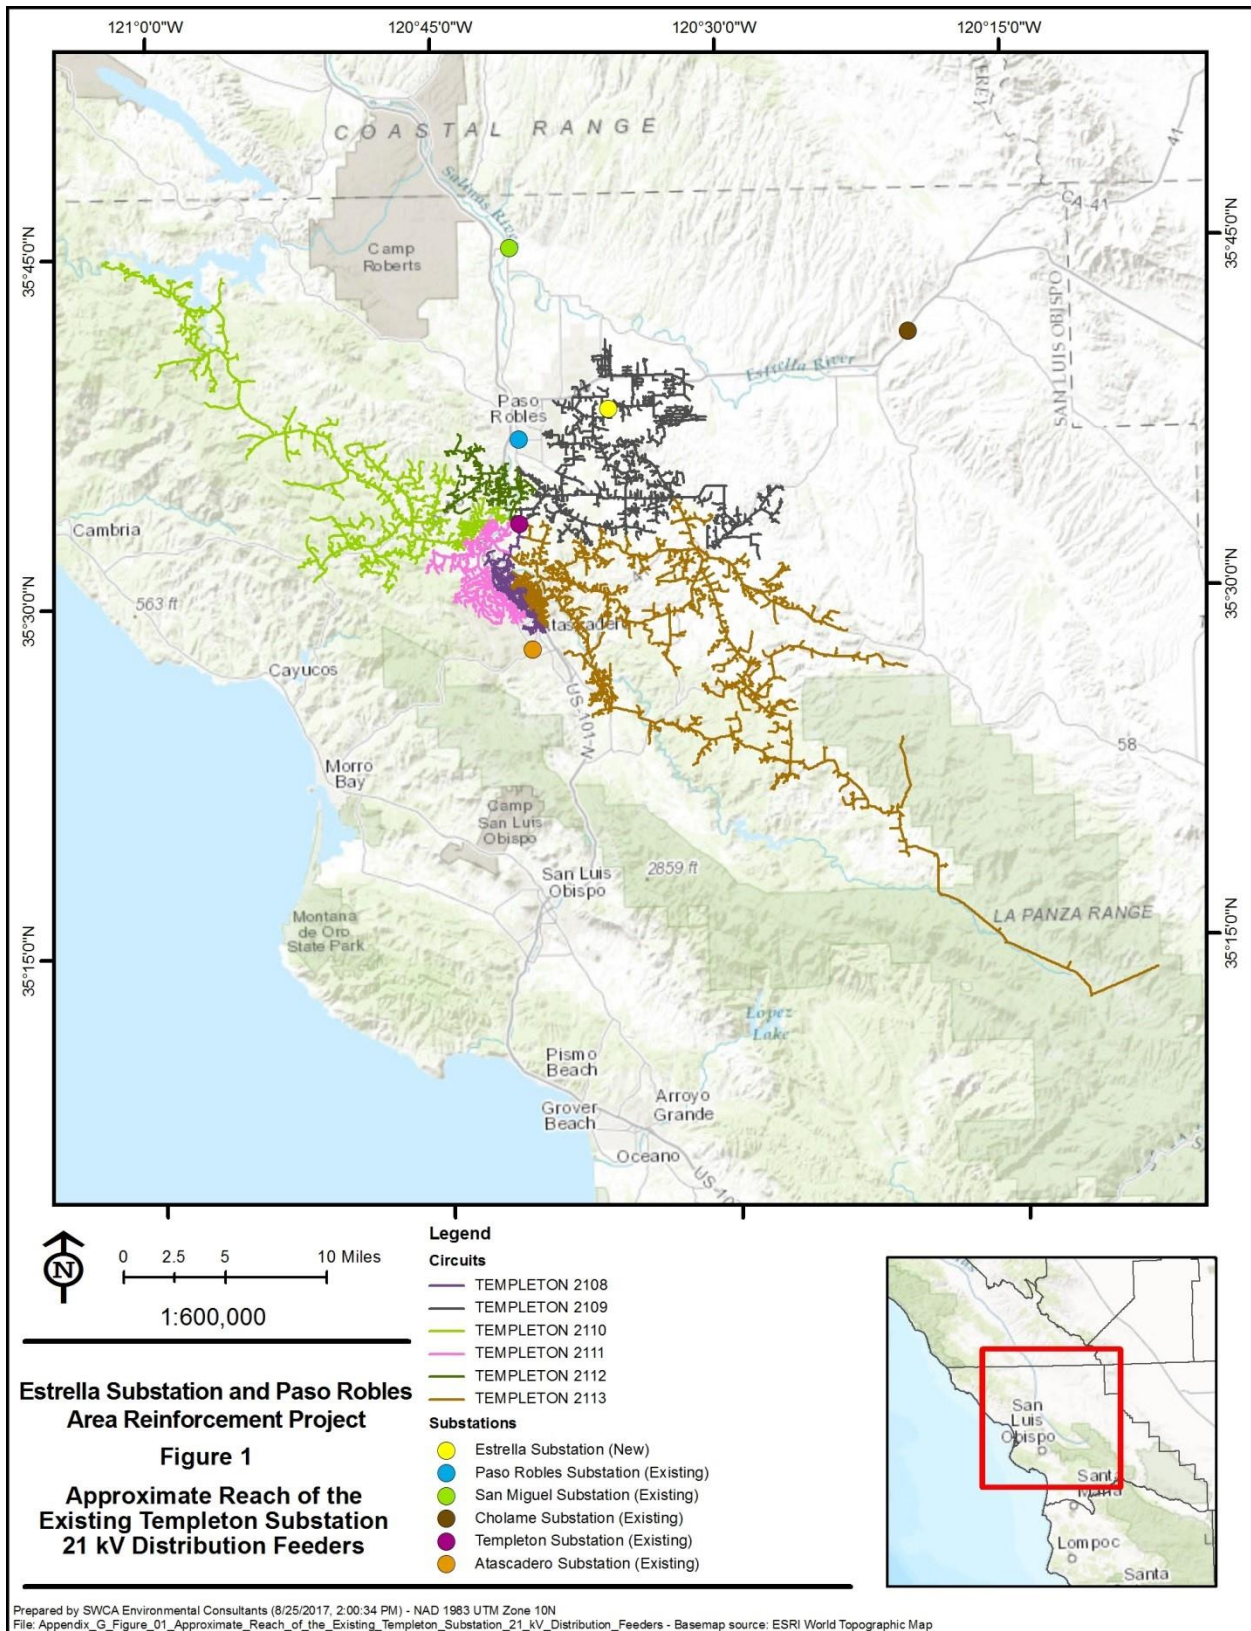 121°0'0"W 120°45'0"W 120°30'0"W 120°15'0"W
COASTAL RANGE
41
Salinas River
CA-41
35°45'0"N
35°45'0"N
Camp
Roberts
SAN LUIS OBISPO
Estrella River
Paso
Robles
Cambria
35°30'0"N
35°30'0"N
563 ft
Cayucos
US-101 N
58
Morro
Bay
Camp
San Luis
Obispo
2859 ft
San Luis
Obispo
LA PANZA RANGE
Montana
de Oro
State Park
35°15'0"N
35°15'0"N
Lopez
Lake
Pismo
Beach
Arroyo
Grande
Grover
Beach
Oceano
Legend
Circuits
TEMPLETON 2108
TEMPLETON 2109
TEMPLETON 2110
TEMPLETON 2111
TEMPLETON 2112
TEMPLETON 2113
Substations
Estrella Substation (New)
Paso Robles Substation (Existing)
San Miguel Substation (Existing)
Cholame Substation (Existing)
Templeton Substation (Existing)
Atascadero Substation (Existing)
N
0 2.5 5 10 Miles
1:600,000
Estrella Substation and Paso Robles
Area Reinforcement Project
Figure 1
Approximate Reach of the
Existing Templeton Substation
21 kV Distribution Feeders
San
Luis
Obispo
Santa
Maria
Lompoc
Santa
Prepared by SWCA Environmental Consultants (8/25/2017, 2:00:34 PM) - NAD 1983 UTM Zone 10N
File: Appendix_G_Figure_01_Approximate_Reach_of_the_Existing_Templeton_Substation_21_kV_Distribution_Feeders - Basemap source: ESRI World Topographic Map